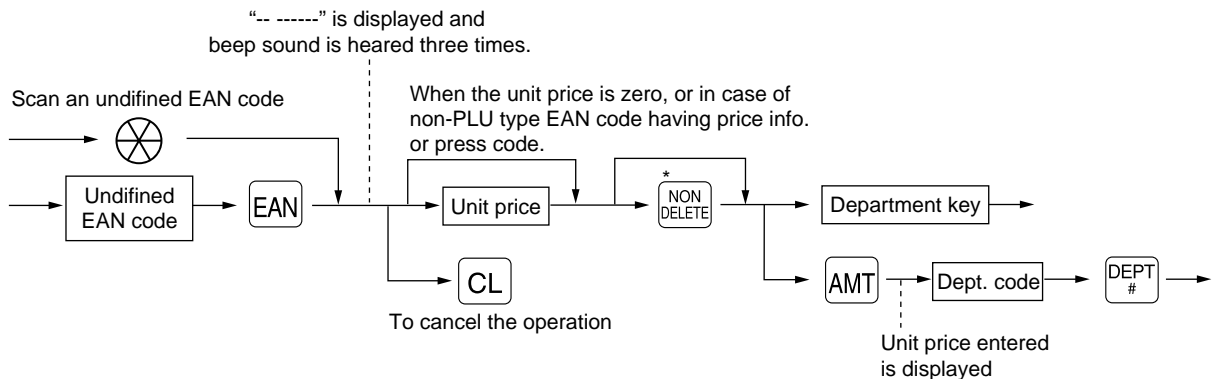 “-- ------” is displayed and
beep sound is heared three times.
Scan an undifined EAN code
When the unit price is zero, or in case of
non-PLU type EAN code having price info.
or press code.
Undifined
EAN code
EAN
Unit price
*
NON
DELETE
Department key
CL
To cancel the operation
AMT
Dept. code
DEPT
#
Unit price entered
is displayed